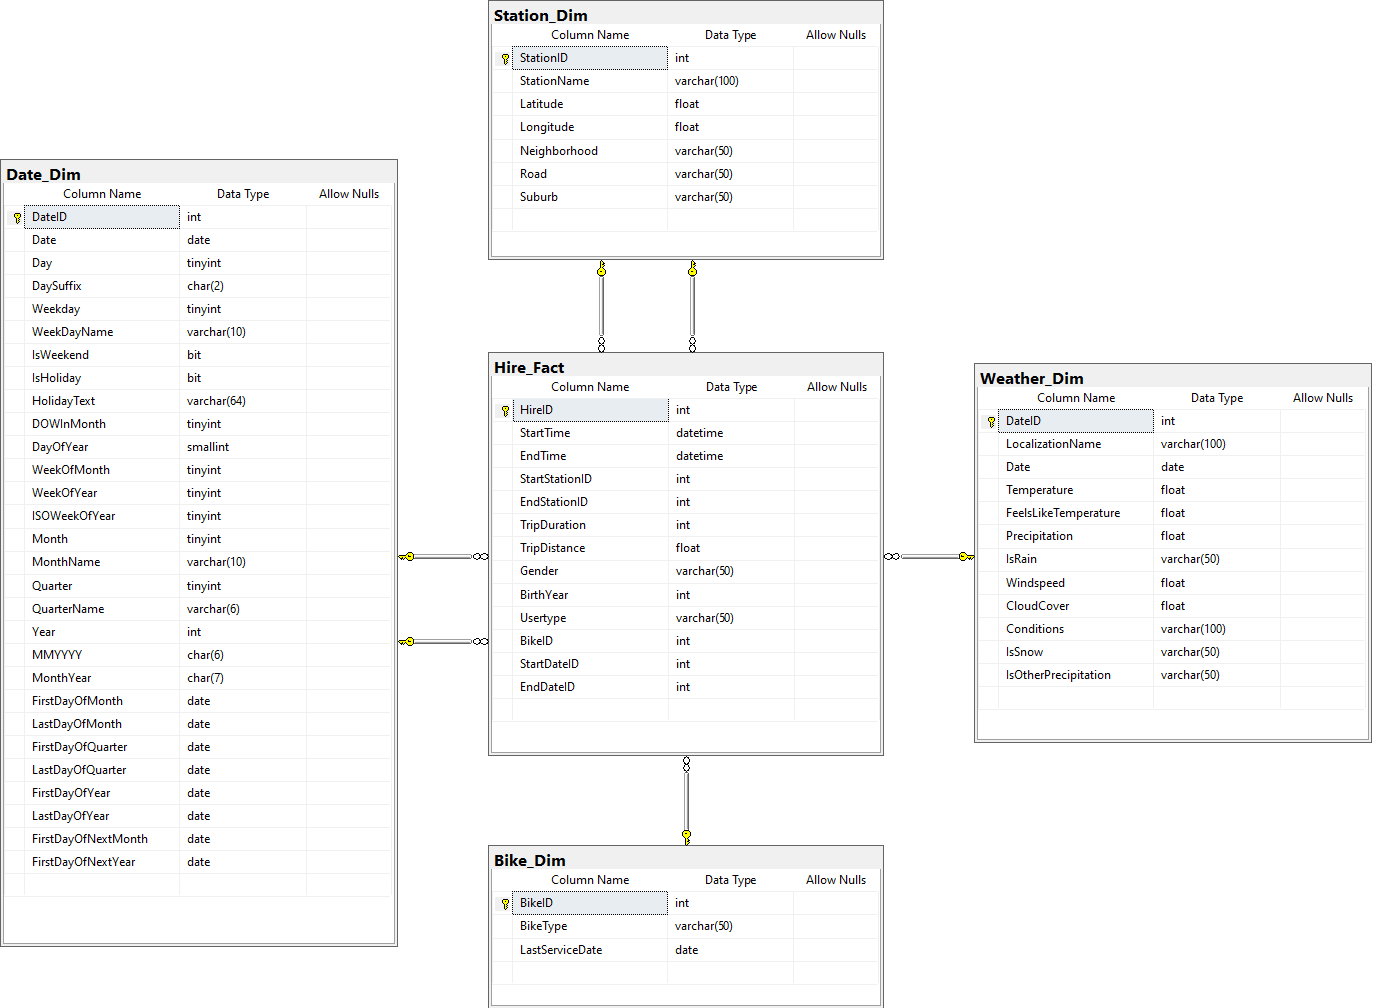 Station_Dim
Column Name Data Type Allow Nulls
StationID int
StationName varchar(100)
Latitude float
Longitude float
Neighborhood varchar(50)
Road varchar(50)
Suburb varchar(50)
Date_Dim
Column Name Data Type Allow Nulls
DateID int
Date date
Day tinyint
DaySuffix char(2)
Weekday tinyint
WeekDayName varchar(10)
IsWeekend bit
IsHoliday bit
HolidayText varchar(64)
DOWInMonth tinyint
DayOfYear smallint
WeekOfMonth tinyint
WeekOfYear tinyint
ISOWeekOfYear tinyint
Month tinyint
MonthName varchar(10)
Quarter tinyint
QuarterName varchar(6)
Year int
MMYYYY char(6)
MonthYear char(7)
FirstDayOfMonth date
LastDayOfMonth date
FirstDayOfQuarter date
LastDayOfQuarter date
FirstDayOfYear date
LastDayOfYear date
FirstDayOfNextMonth date
FirstDayOfNextYear date
Hire_Fact
Column Name Data Type Allow Nulls
HireID int
StartTime datetime
EndTime datetime
StartStationID int
EndStationID int
TripDuration int
TripDistance float
Gender varchar(50)
BirthYear int
Usertype varchar(50)
BikeID int
StartDateID int
EndDateID int
Weather_Dim
Column Name Data Type Allow Nulls
DateID int
LocalizationName varchar(100)
Date date
Temperature float
FeelsLikeTemperature float
Precipitation float
IsRain varchar(50)
Windspeed float
CloudCover float
Conditions varchar(100)
IsSnow varchar(50)
IsOtherPrecipitation varchar(50)
Bike_Dim
Column Name Data Type Allow Nulls
BikeID int
BikeType varchar(50)
LastServiceDate date